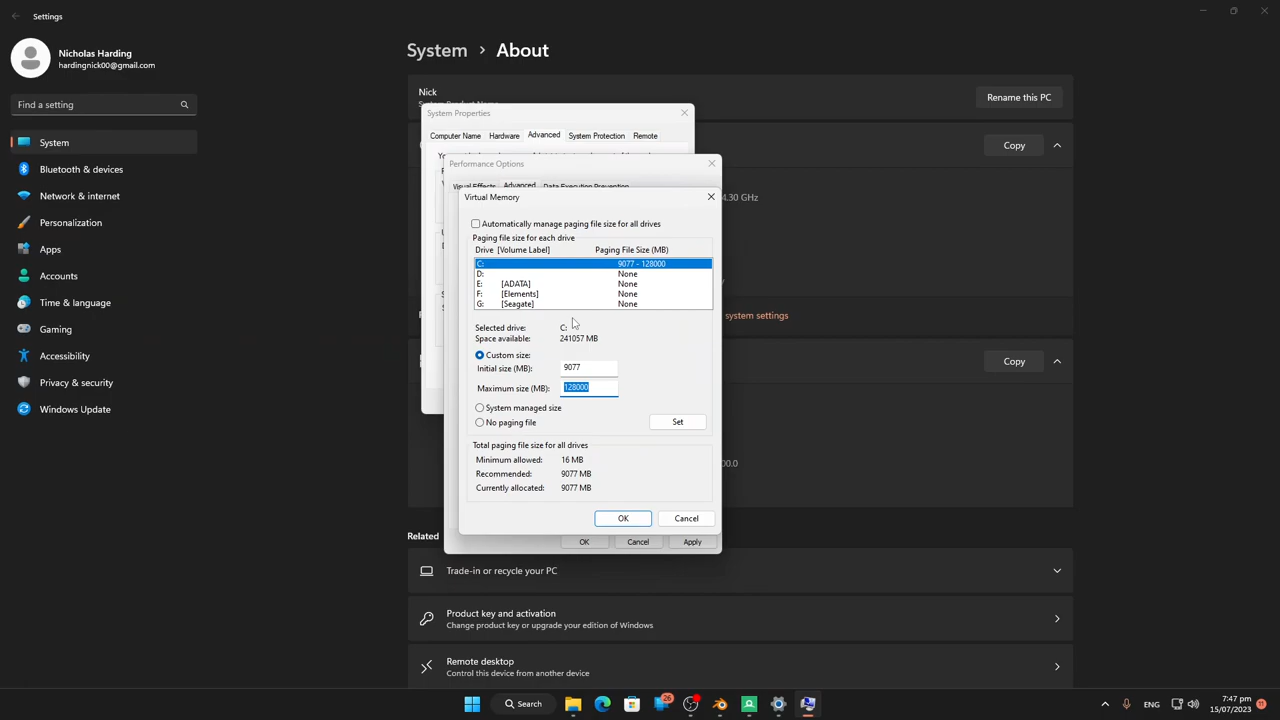 Settings
Nicholas Harding
hardingnick00@gmail.com
Find a setting
System
Bluetooth & devices
Network & internet
Personalization
Apps
Accounts
Time & language
Gaming
Accessibility
Privacy & security
Windows Update
System > About
Nick
Rename this PC
Copy
4.30 GHz
system settings
Copy
00.0
System Properties
Computer Name Hardware Advanced System Protection Remote
Performance Options
Visual Effects Advanced Data Execution Prevention
Virtual Memory
Automatically manage paging file size for all drives
Paging file size for each drive
Drive [Volume Label] Paging File Size (MB)
C: 9077 - 128000
D: None
E: [ADATA] None
F: [Elements] None
G: [Seagate] None
Selected drive: C:
Space available: 241057 MB
Custom size:
Initial size (MB): 9077
Maximum size (MB): 128000
System managed size
No paging file
Set
Total paging file size for all drives
Minimum allowed: 16 MB
Recommended: 9077 MB
Currently allocated: 9077 MB
OK Cancel
OK Cancel Apply
Related
Trade-in or recycle your PC
Product key and activation
Change product key or upgrade your edition of Windows
Remote desktop
Control this device from another device
Search
26
ENG
7:47 pm
15/07/2023